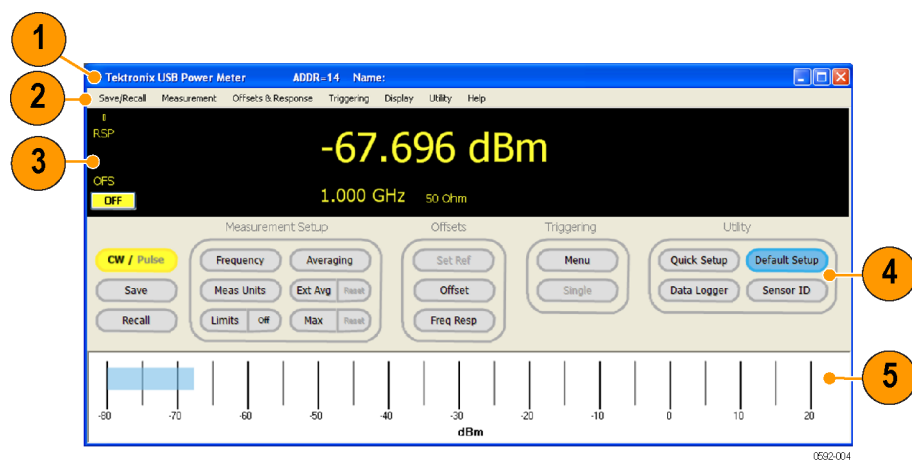 1
Tektronix USB Power Meter ADDR=14 Name:
2
Save/Recall Measurement Offsets & Response Triggering Display Utility Help
RSP
-67.696 dBm
3
OFS
OFF
1.000 GHz 50 Ohm
Measurement Setup Offsets Triggering Utility
CW / Pulse Frequency Averaging Set Ref Menu Quick Setup Default Setup
4
Save Meas Units Ext Avg Reset Offset Single Data Logger Sensor ID
Recall Limits Off Max Reset Freq Resp
5
-80 -70 -60 -50 -40 -30 -20 -10 0 10 20
dBm
0592-004